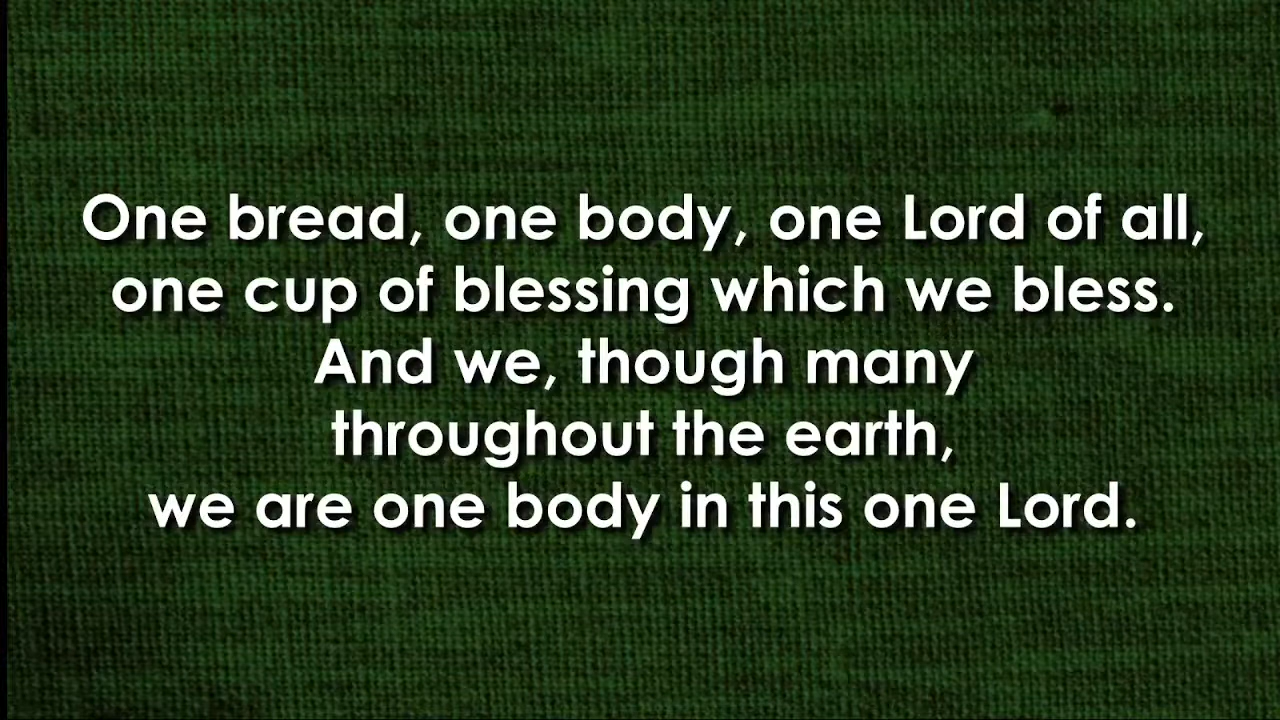 One bread, one body, one Lord of all,
one cup of blessing which we bless.
And we, though many
throughout the earth,
we are one body in this one Lord.